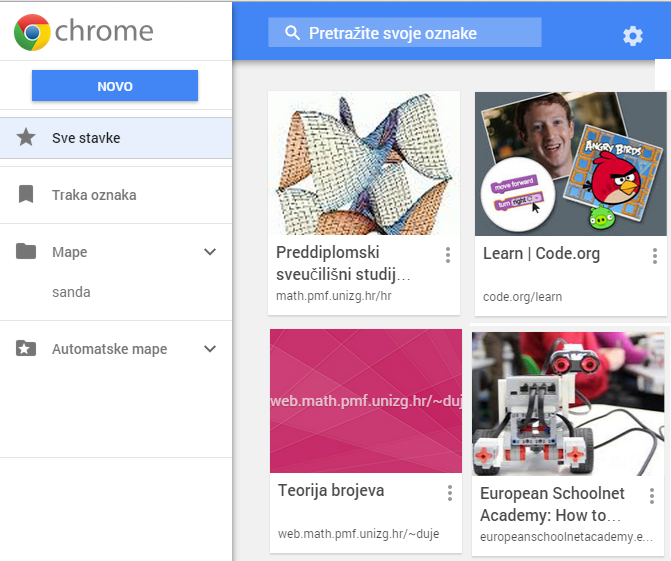 chrome
Pretražite svoje oznake
NOVO
Sve stavke
Traka oznaka
Mape
sanda
Automatske mape
Preddiplomski
sveučilišni studij...
math.pmf.unizg.hr/hr
ANGRY BIRDS
move forward
turn right
Learn | Code.org
code.org/learn
web.math.pmf.unizg.hr/~duj
Teorija brojeva
web.math.pmf.unizg.hr/~duje
European Schoolnet
Academy: How to...
europeanschoolnetacademy.e...